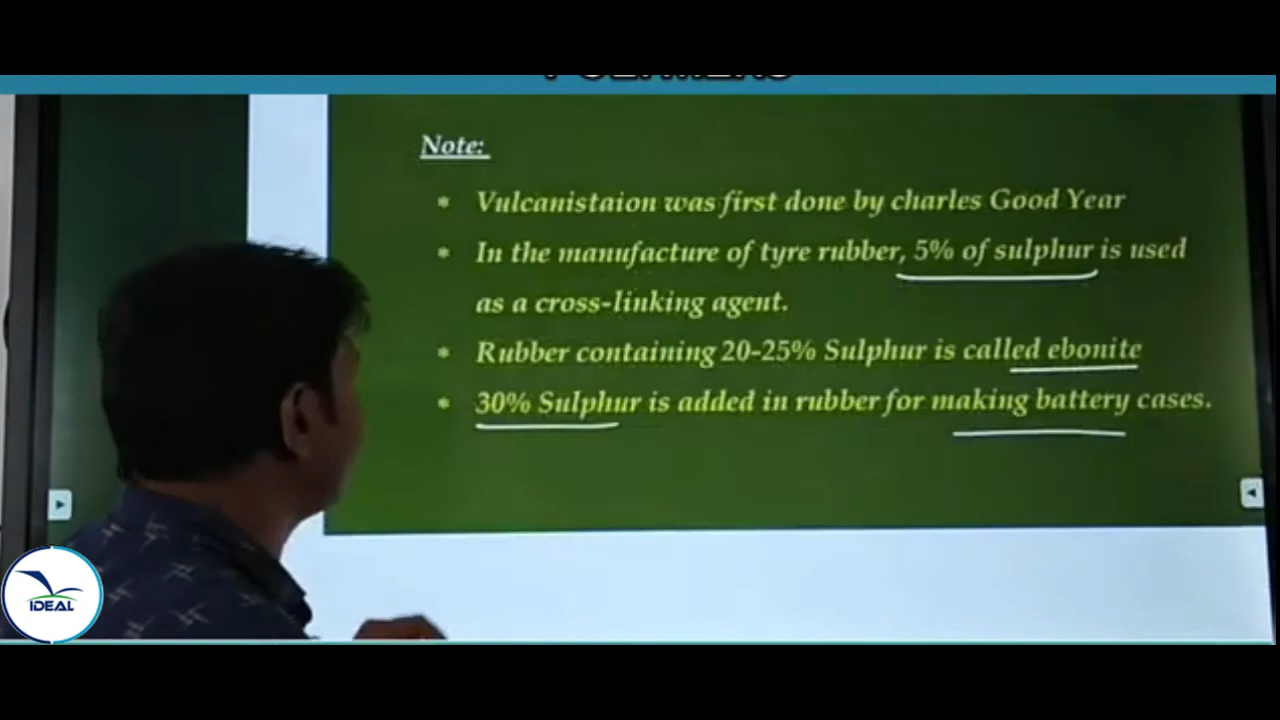 POLYMERS
Note:
* Vulcanistaion was first done by charles Good Year
* In the manufacture of tyre rubber, 5% of sulphur is used
as a cross-linking agent.
* Rubber containing 20-25% Sulphur is called ebonite
* 30% Sulphur is added in rubber for making battery cases.
IDEAL